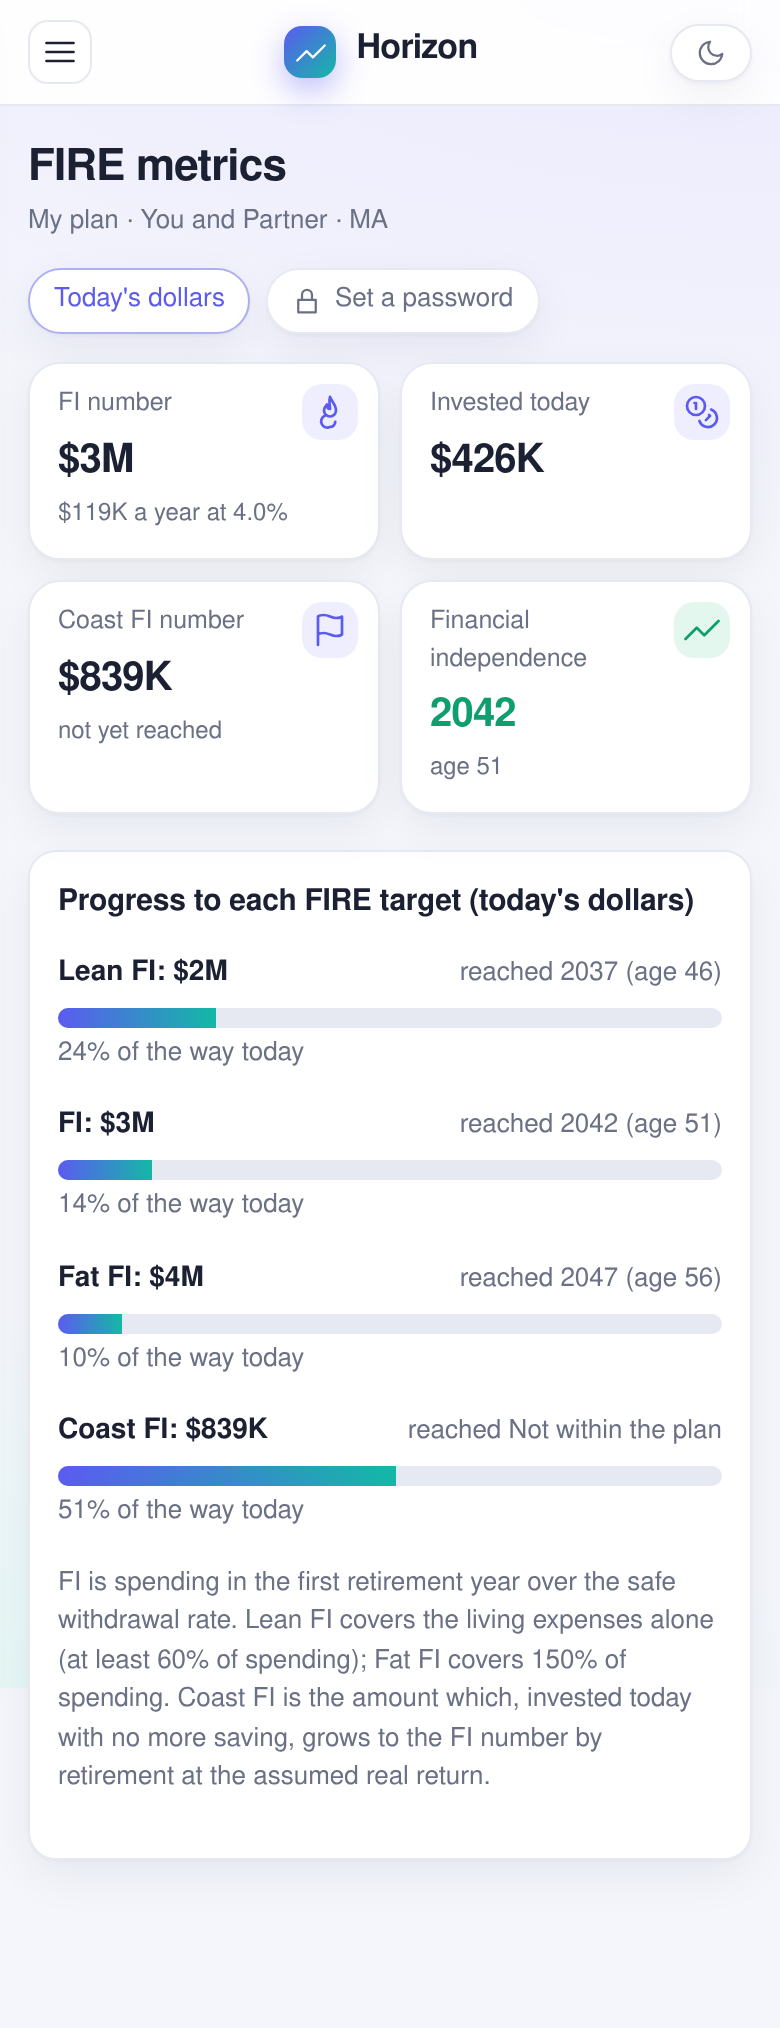 Horizon
FIRE metrics
My plan · You and Partner · MA
Today's dollars
Set a password
FI number
$3M
$119K a year at 4.0%
Invested today
$426K
Coast FI number
$839K
not yet reached
Financial
independence
2042
age 51
Progress to each FIRE target (today's dollars)
Lean FI: $2M
reached 2037 (age 46)
24% of the way today
FI: $3M
reached 2042 (age 51)
14% of the way today
Fat FI: $4M
reached 2047 (age 56)
10% of the way today
Coast FI: $839K
reached Not within the plan
51% of the way today
FI is spending in the first retirement year over the safe
withdrawal rate. Lean FI covers the living expenses alone
(at least 60% of spending); Fat FI covers 150% of
spending. Coast FI is the amount which, invested today
with no more saving, grows to the FI number by
retirement at the assumed real return.